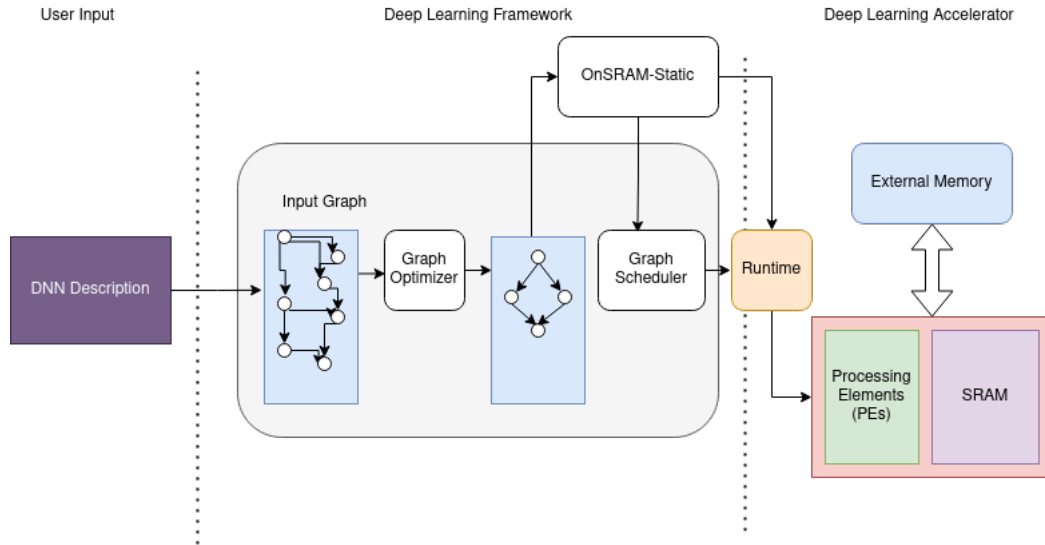 User Input
Deep Learning Framework
Deep Learning Accelerator
OnSRAM-Static
External Memory
Input Graph
DNN Description
Graph
Optimizer
Graph
Scheduler
Runtime
Processing
Elements
(PEs)
SRAM